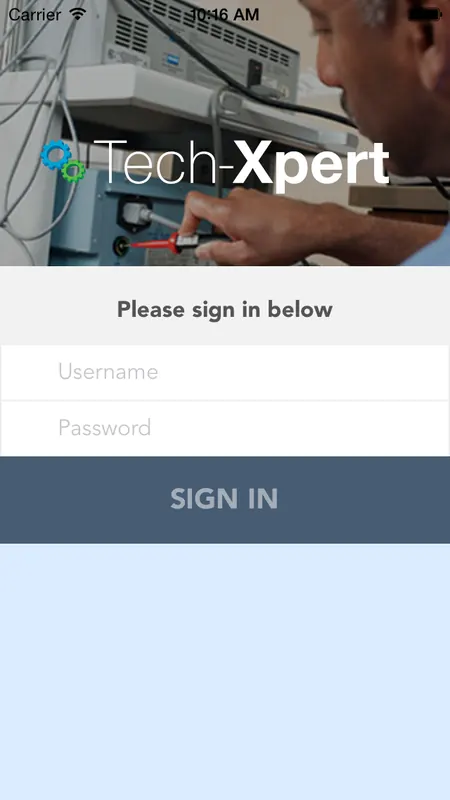 Carrier 10:16 AM
Tech-Xpert
Please sign in below
Username
Password
SIGN IN